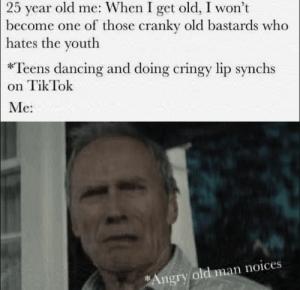 25 year old me: When I get old, I won't
become one of those cranky old bastards who
hates the youth
*Teens dancing and doing cringy lip synchs
on TikTok
Me:
*Angry old man noices